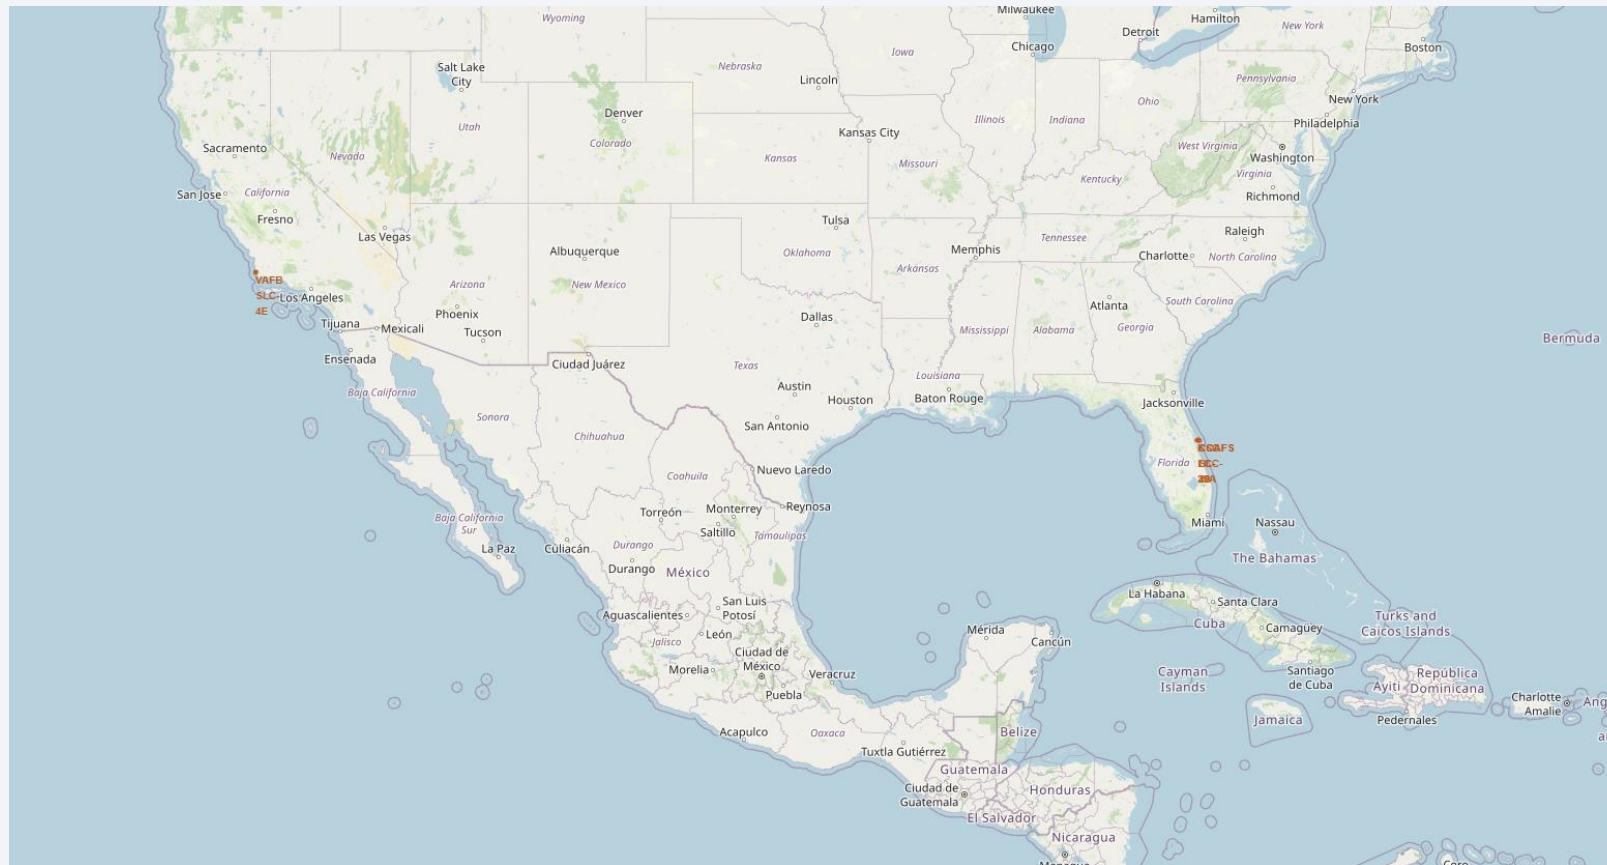 Milwaukee
Hamilton
Wyoming
New York
Detroit
Chicago
Boston
Iowa
Salt Lake
City
Nebraska
Lincoln
Pennsylvania
New York
Ohio
Denver
Illinois
Indiana
Philadelphia
Utah
Kansas City
Colorado
West Virginia
Sacramento
Nevada
Kansas
Missouri
Washington
Kentucky
Virginia
San Jose
California
Richmond
Fresno
Tulsa
Las Vegas
Tennessee
Raleigh
Albuquerque
Oklahoma
Memphis
Charlotte
North Carolina
Arkansas
VAFB
SLC-
4E
Arizona
New Mexico
Los Angeles
South Carolina
Atlanta
Phoenix
Dallas
Tijuana
Mexicali
Tucson
Mississippi
Alabama
Georgia
Bermuda
Ensenada
Ciudad Juárez
Texas
Louisiana
Baja California
Austin
Houston
Baton Rouge
Jacksonville
Sonora
San Antonio
Chihuahua
Florida
Coahuila
Nuevo Laredo
Torreón
Monterrey
Reynosa
Baja California
Sur
Saltillo
Tamaulipas
Miami
Nassau
La Paz
Culiacán
Durango
Durango
México
The Bahamas
La Habana
Santa Clara
San Luis
Potosí
Aguascalientes
Cuba
Camagüey
Turks and
Caicos Islands
León
Jalisco
Mérida
Cancún
Ciudad de
México
Morelia
Veracruz
Puebla
Cayman
Islands
Santiago
de Cuba
Ayiti
República
Dominicana
Charlotte
Amalie
Acapulco
Oaxaca
Belize
Jamaica
Pedernales
Tuxtla Gutiérrez
Guatemala
Ciudad de
Guatemala
Honduras
El Salvador
Nicaragua